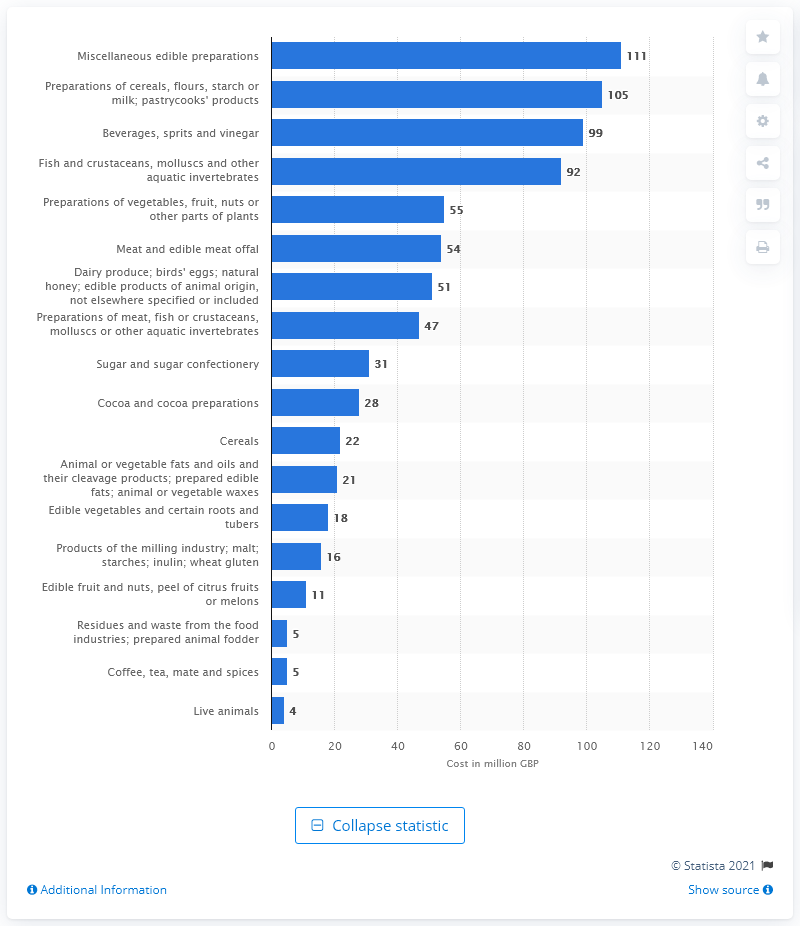 Miscellaneous edible preparations 111
Preparations of cereals, flours, starch or
milk; pastrycooks' products 105
Beverages, sprits and vinegar 99
Fish and crustaceans, molluscs and other
aquatic invertebrates 92
Preparations of vegetables, fruit, nuts or
other parts of plants 55
Meat and edible meat offal 54
Dairy produce; birds' eggs; natural
honey; edible products of animal origin,
not elsewhere specified or included 51
Preparations of meat, fish or crustaceans,
molluscs or other aquatic invertebrates 47
Sugar and sugar confectionery 31
Cocoa and cocoa preparations 28
Cereals 22
Animal or vegetable fats and oils and
their cleavage products; prepared edible
fats; animal or vegetable waxes 21
Edible vegetables and certain roots and
tubers 18
Products of the milling industry; malt;
starches; inulin; wheat gluten 16
Edible fruit and nuts, peel of citrus fruits
or melons 11
Residues and waste from the food
industries; prepared animal fodder 5
Coffee, tea, mate and spices 5
Live animals 4
0 20 40 60 80 100 120 140
Cost in million GBP
Collapse statistic
© Statista 2021
Additional Information
Show source